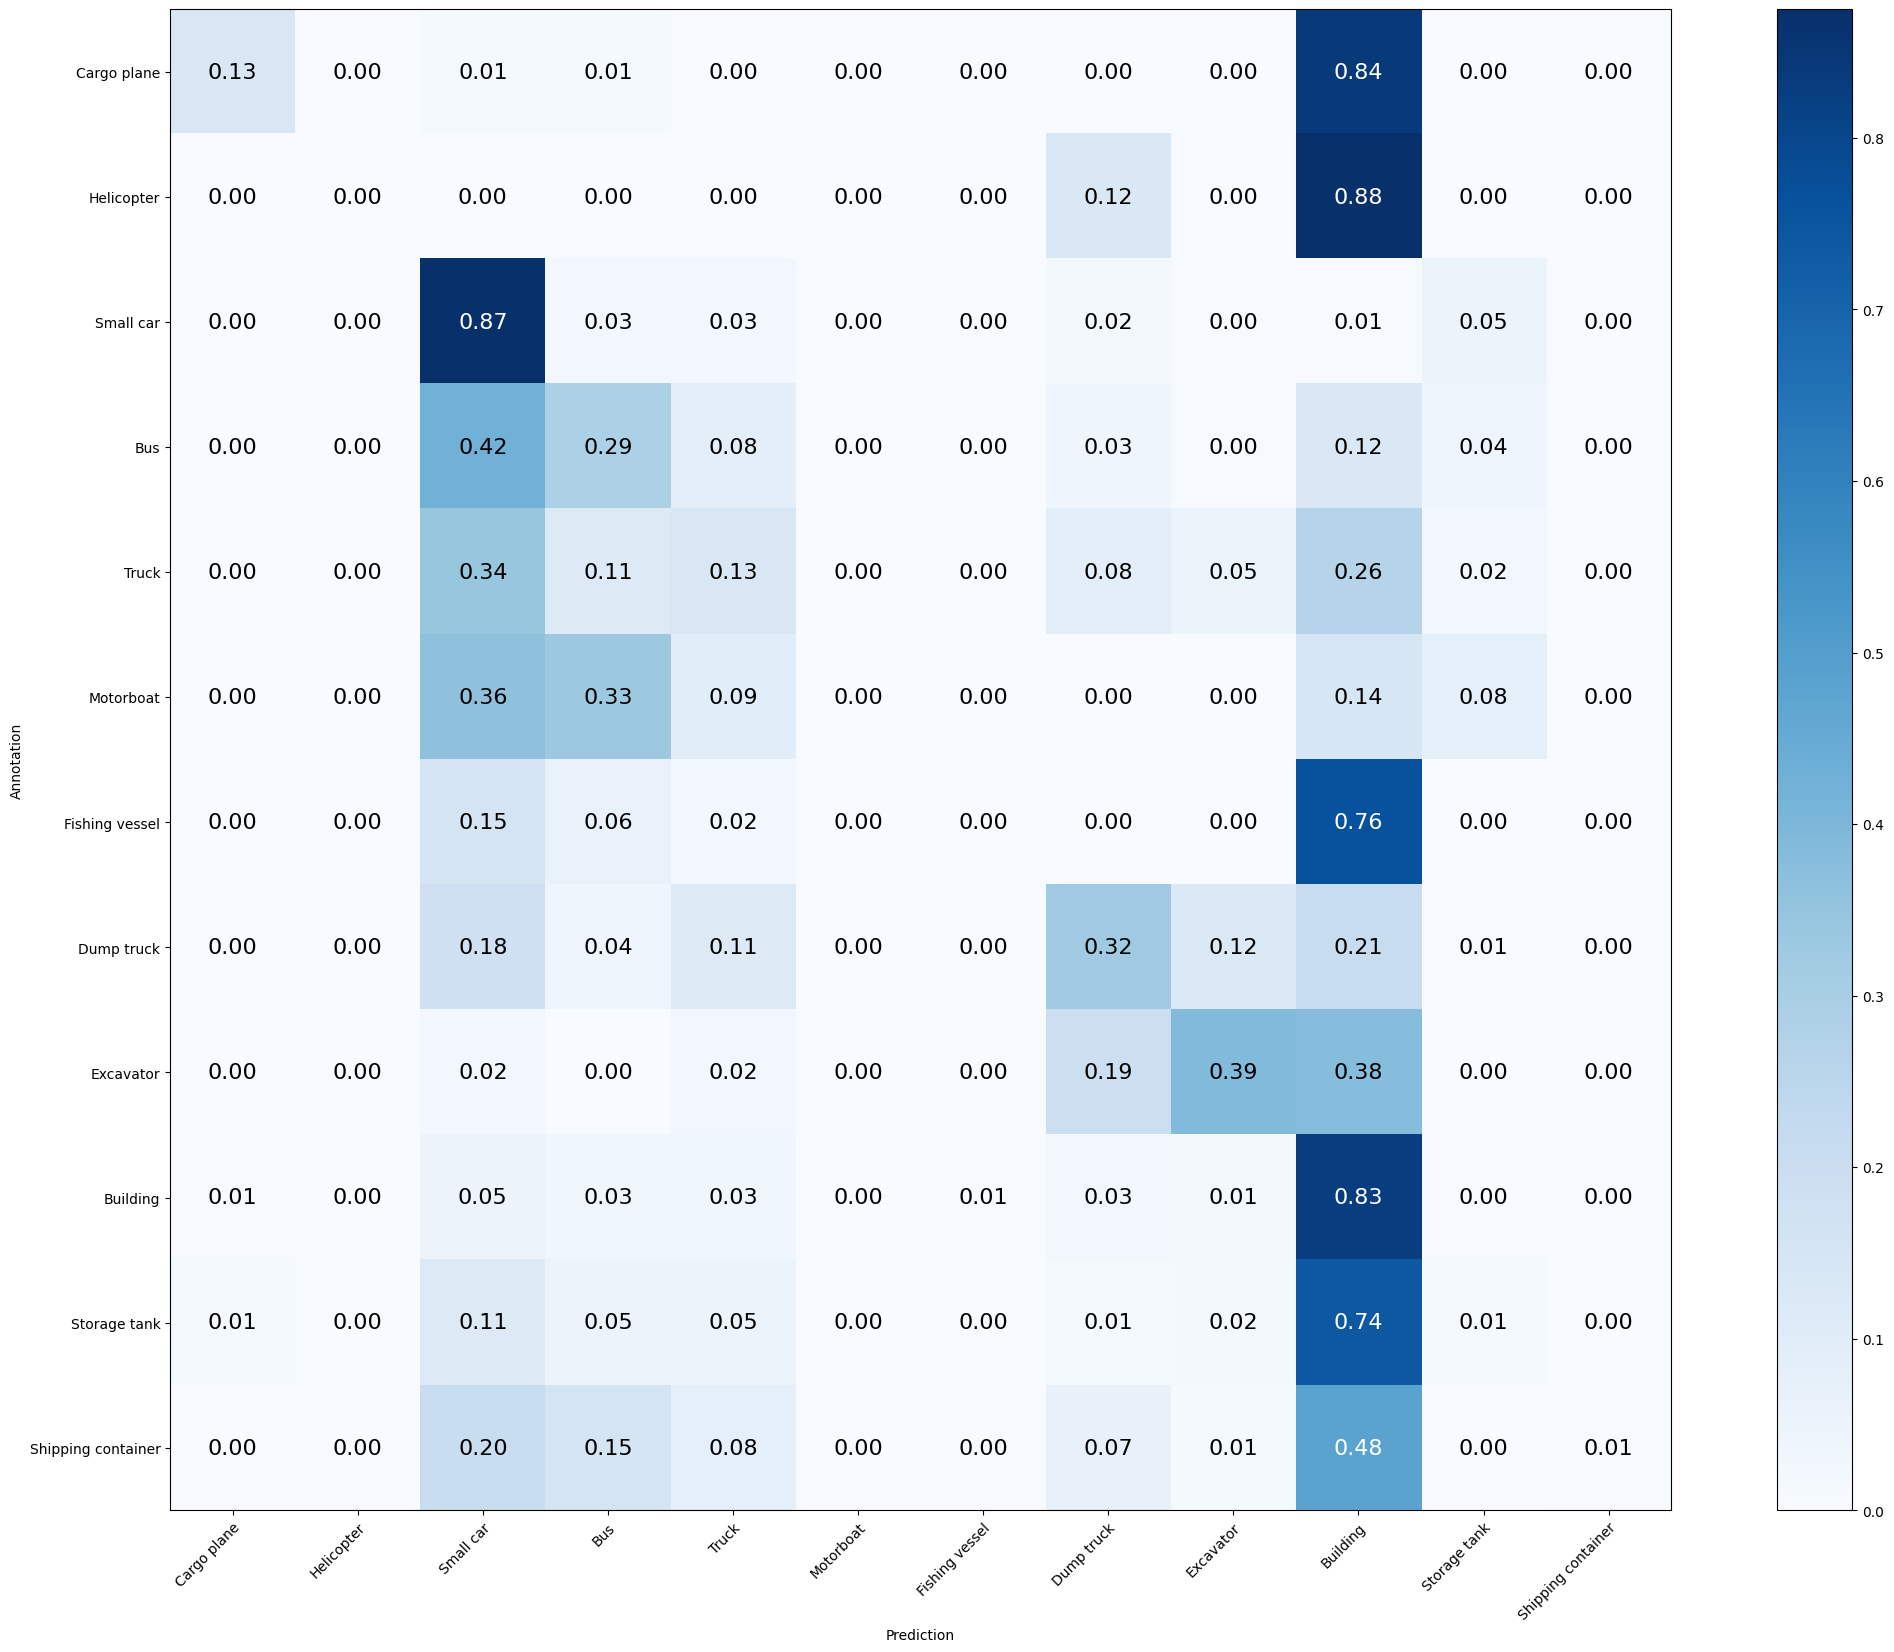 Cargo plane 0.13 0.00 0.01 0.01 0.00 0.00 0.00 0.00 0.00 0.84 0.00 0.00
Helicopter 0.00 0.00 0.00 0.00 0.00 0.00 0.00 0.12 0.00 0.88 0.00 0.00
Small car 0.00 0.00 0.87 0.03 0.03 0.00 0.00 0.02 0.00 0.01 0.05 0.00
Bus 0.00 0.00 0.42 0.29 0.08 0.00 0.00 0.03 0.00 0.12 0.04 0.00
Truck 0.00 0.00 0.34 0.11 0.13 0.00 0.00 0.08 0.05 0.26 0.02 0.00
Motorboat 0.00 0.00 0.36 0.33 0.09 0.00 0.00 0.00 0.00 0.14 0.08 0.00
Fishing vessel 0.00 0.00 0.15 0.06 0.02 0.00 0.00 0.00 0.00 0.76 0.00 0.00
Dump truck 0.00 0.00 0.18 0.04 0.11 0.00 0.00 0.32 0.12 0.21 0.01 0.00
Excavator 0.00 0.00 0.02 0.00 0.02 0.00 0.00 0.19 0.39 0.38 0.00 0.00
Building 0.01 0.00 0.05 0.03 0.03 0.00 0.01 0.03 0.01 0.83 0.00 0.00
Storage tank 0.01 0.00 0.11 0.05 0.05 0.00 0.00 0.01 0.02 0.74 0.01 0.00
Shipping container 0.00 0.00 0.20 0.15 0.08 0.00 0.00 0.07 0.01 0.48 0.00 0.01
Annotation
Cargo plane Helicopter Small car Bus Truck Motorboat Fishing vessel Dump truck Excavator Building Storage tank Shipping container
Prediction
0.8
0.7
0.6
0.5
0.4
0.3
0.2
0.1
0.0